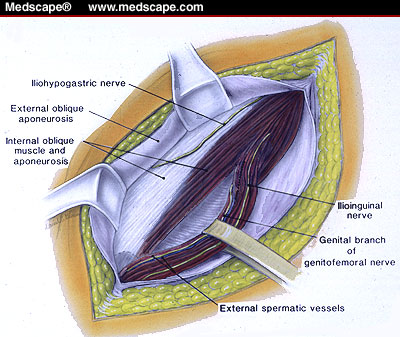 Medscape® www.medscape.com
Iliohypogastric nerve
External oblique
aponeurosis
Internal oblique
muscle and
aponeurosis
Ilioinguinal
nerve
Genital branch
of
genitofemoral nerve
External spermatic vessels